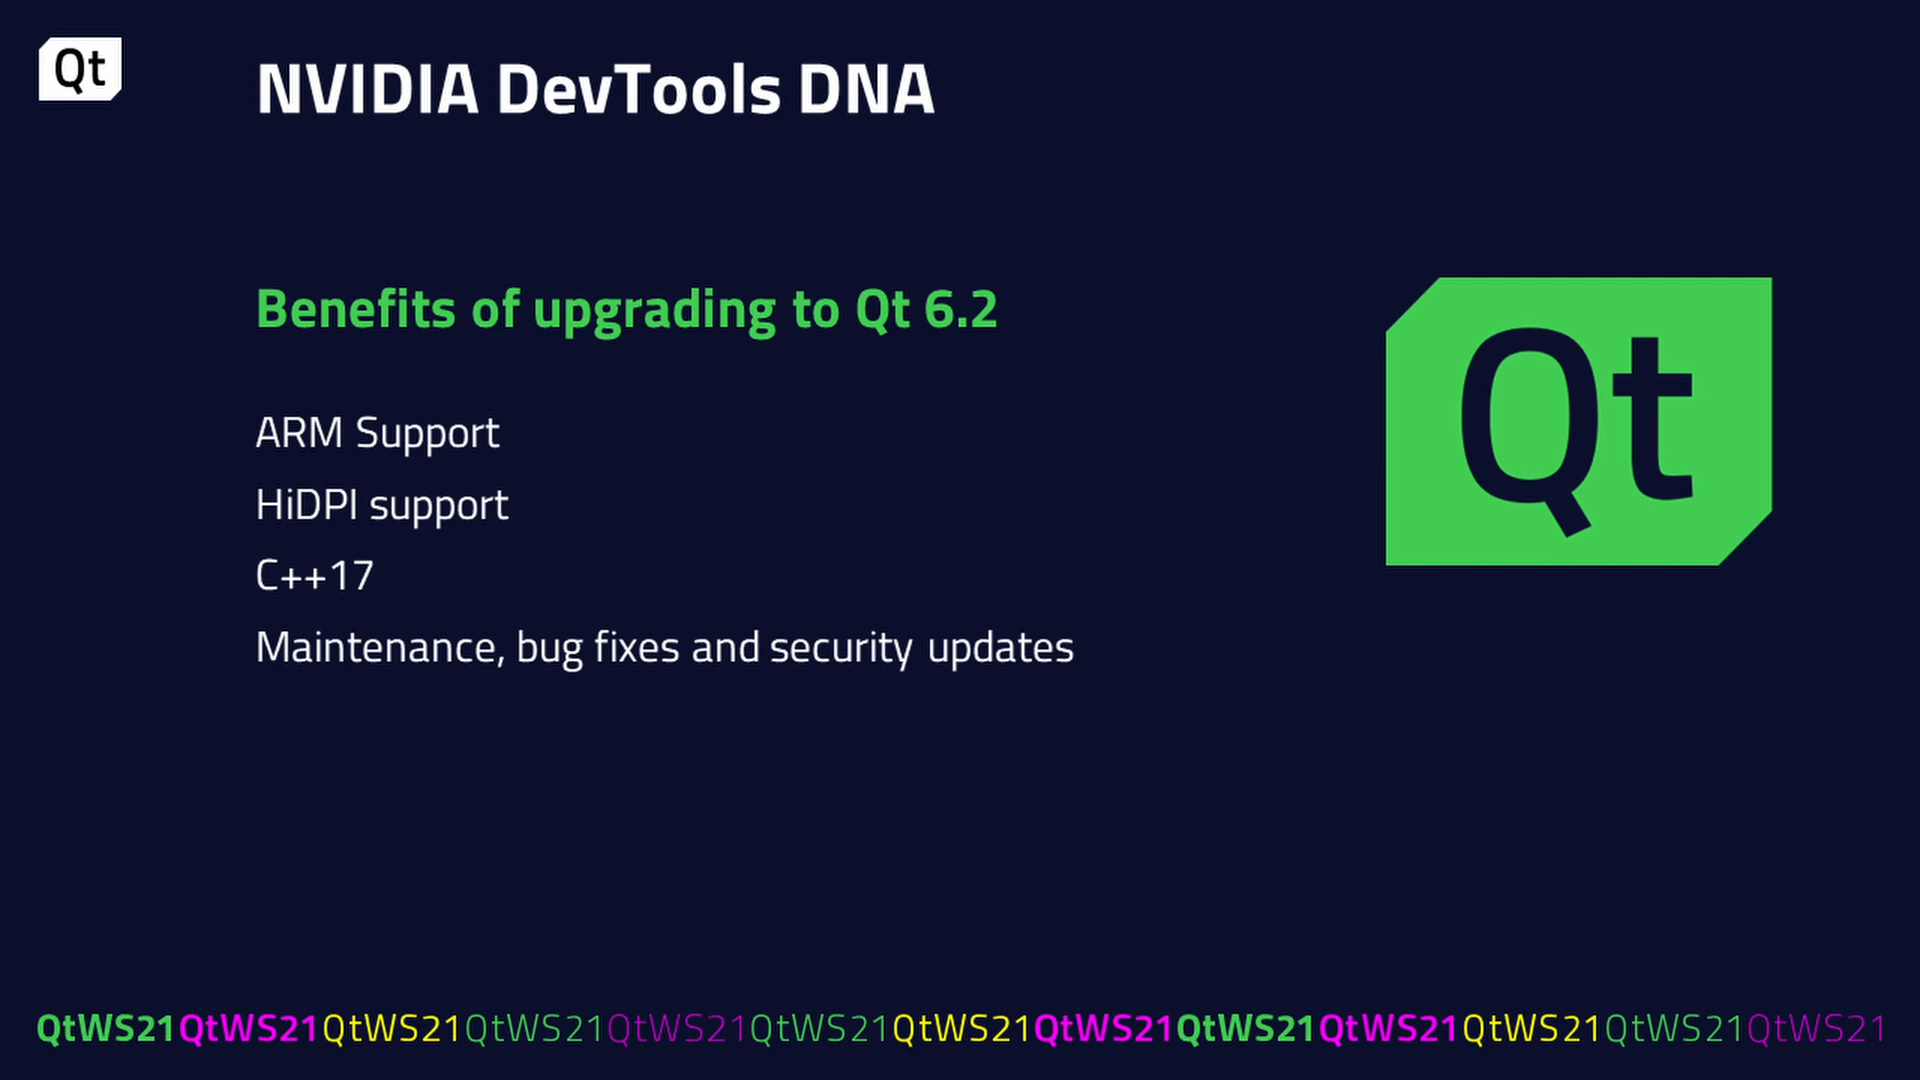 Qt
NVIDIA DevTools DNA
Benefits of upgrading to Qt 6.2
Qt
ARM Support
HiDPI support
C++17
Maintenance, bug fixes and security updates
QtWS21QtWS21QtWS21QtWS21QtWS21QtWS21QtWS21QtWS21QtWS21QtWS21QtWS21QtWS21QtWS21